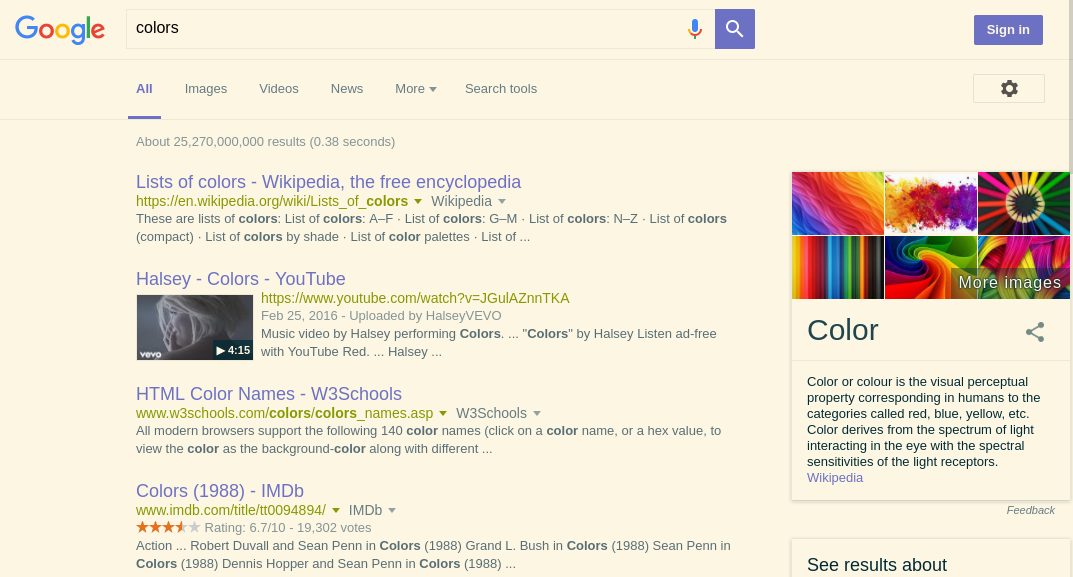 Google
colors
Sign in
All Images Videos News More Search tools
About 25,270,000,000 results (0.38 seconds)
Lists of colors - Wikipedia, the free encyclopedia
https://en.wikipedia.org/wiki/Lists_of_colors Wikipedia
These are lists of colors: List of colors: A–F · List of colors: G–M · List of colors: N–Z · List of colors
(compact) · List of colors by shade · List of color palettes · List of ...
Halsey - Colors - YouTube
https://www.youtube.com/watch?v=JGulAZnnTKA
Feb 25, 2016 - Uploaded by HalseyVEVO
Music video by Halsey performing Colors. ... "Colors" by Halsey Listen ad-free
with YouTube Red. ... Halsey ...
vevo
▶ 4:15
HTML Color Names - W3Schools
www.w3schools.com/colors/colors_names.asp W3Schools
All modern browsers support the following 140 color names (click on a color name, or a hex value, to
view the color as the background-color along with different ...
Colors (1988) - IMDb
www.imdb.com/title/tt0094894/ IMDb
Rating: 6.7/10 - 19,302 votes
Action ... Robert Duvall and Sean Penn in Colors (1988) Grand L. Bush in Colors (1988) Sean Penn in
Colors (1988) Dennis Hopper and Sean Penn in Colors (1988) ...
More images
Color
Color or colour is the visual perceptual
property corresponding in humans to the
categories called red, blue, yellow, etc.
Color derives from the spectrum of light
interacting in the eye with the spectral
sensitivities of the light receptors.
Wikipedia
Feedback
See results about